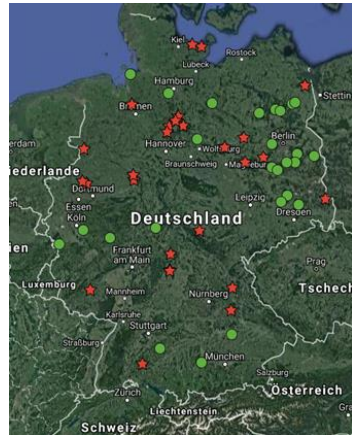 Kiel
Rostock
Lübeck
Hamburg
Stettin
Bremen
Berlin
Hannover
Wolfsburg
Braunschweig
Magdeburg
iederlande
Dortmund
Essen
Leipzig
Köln
Dresden
Deutschland
ien
Frankfurt
am Main
Prag
Luxemburg
Tschech
Mannheim
Nürnberg
Karlsruhe
Stuttgart
Straßburg
München
Salzburg
Zürich
Österreich
Liechtenstein
Schweiz